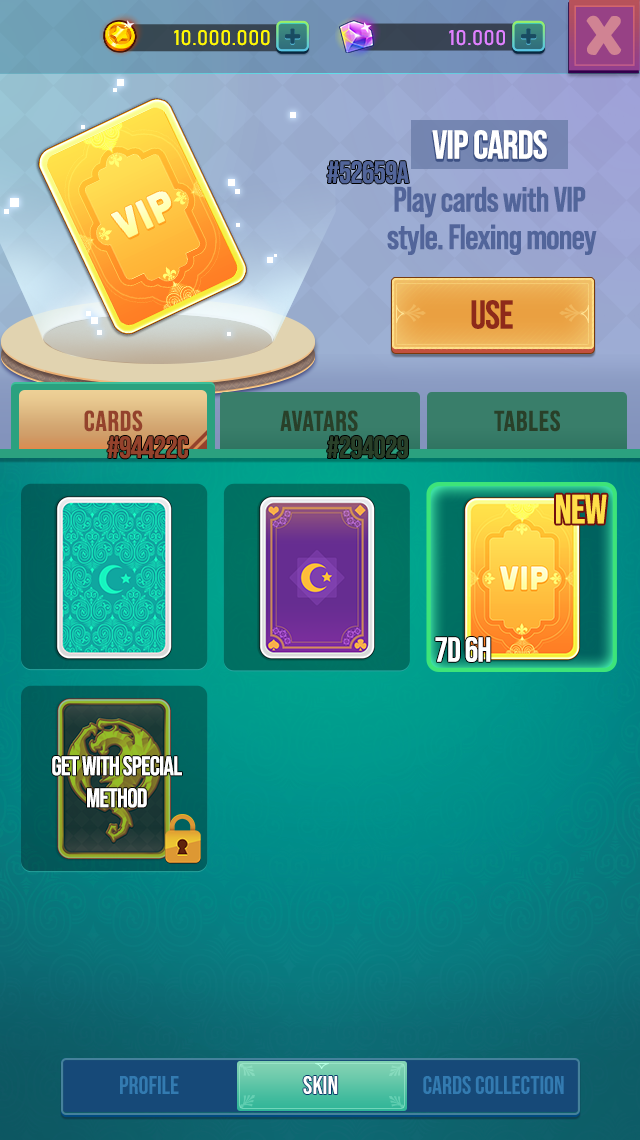 10.000.000
10.000
VIP
VIP CARDS
#52659A
Play cards with VIP
style. Flexing money
USE
CARDS
AVATARS
TABLES
#94422C
#294029
NEW
VIP
7D 6H
GET WITH SPECIAL
METHOD
PROFILE
SKIN
CARDS COLLECTION